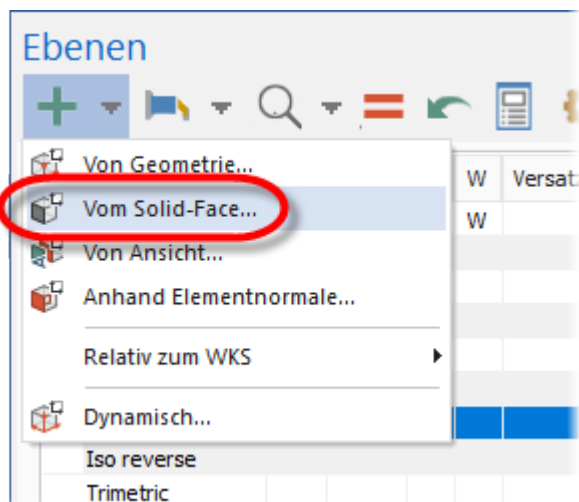 Ebenen
Von Geometrie...
W Versat
Vom Solid-Face...
W
Von Ansicht...
Anhand Elementnormale...
Relativ zum WKS
Dynamisch...
Iso reverse
Trimetric